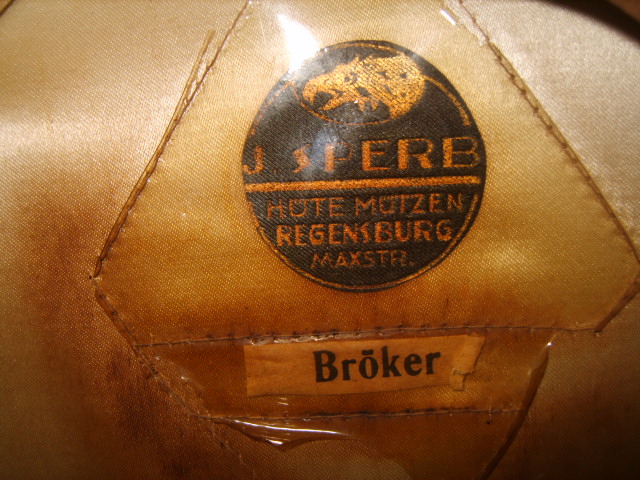 J. SPERB
HÜTE MÜTZEN
REGENSBURG
MAXSTR.
Bröker